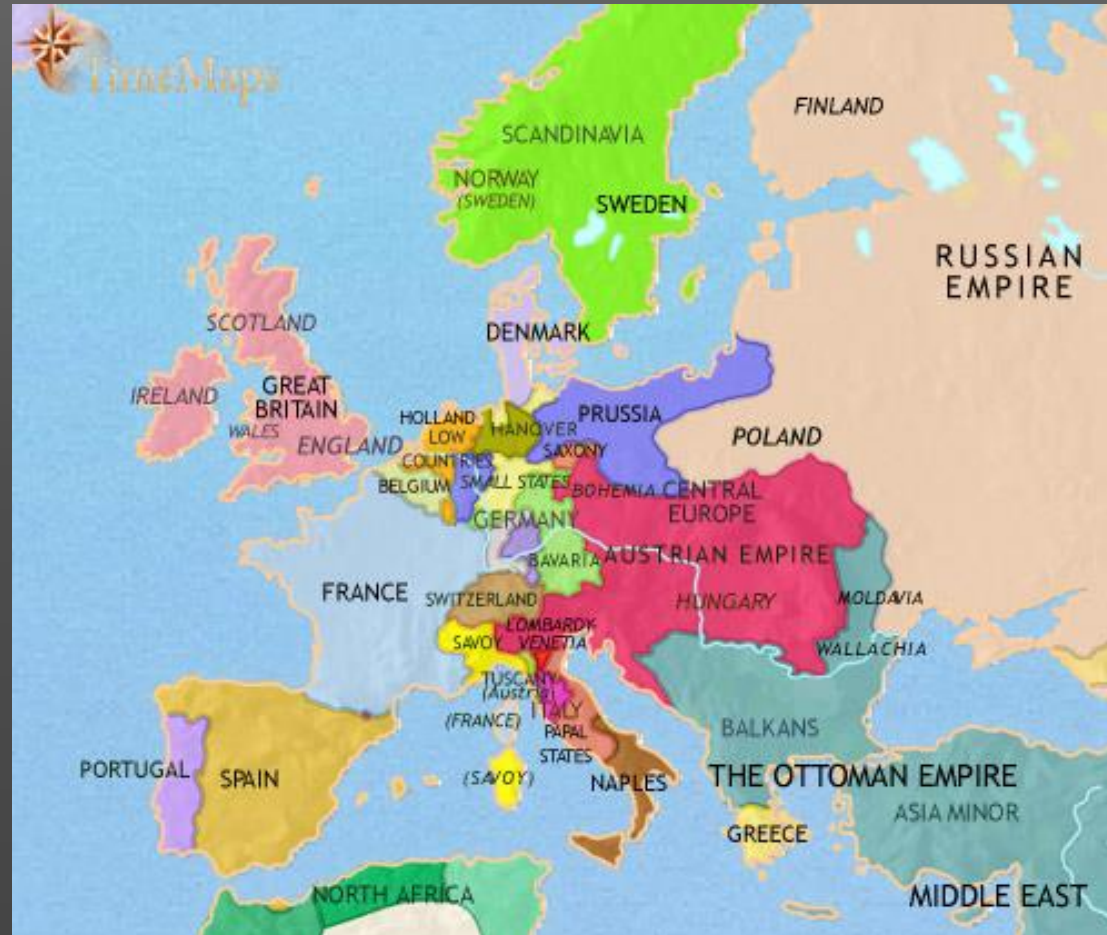 TimeMaps
FINLAND
SCANDINAVIA
NORWAY
(SWEDEN)
SWEDEN
RUSSIAN
EMPIRE
SCOTLAND
DENMARK
IRELAND
GREAT
BRITAIN
WALES
ENGLAND
HOLLAND
LOW
COUNTRIES
HANOVER
PRUSSIA
SAXONY
POLAND
BELGIUM
SMALL STATES
BOHEMIA
CENTRAL
EUROPE
GERMANY
BAVARIA
AUSTRIAN EMPIRE
FRANCE
SWITZERLAND
HUNGARY
MOLDAVIA
LOMBARDY
VENETIA
SAVOY
WALLACHIA
TUSCANY
(Austria)
ITALY
(FRANCE)
PAPAL
STATES
BALKANS
PORTUGAL
SPAIN
(SAVOY)
NAPLES
THE OTTOMAN EMPIRE
ASIA MINOR
GREECE
NORTH AFRICA
MIDDLE EAST